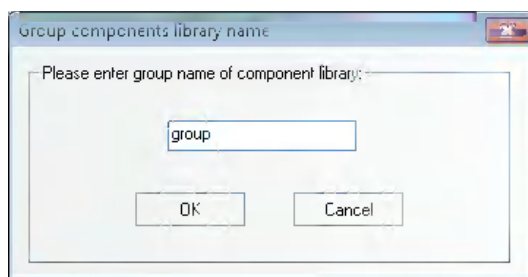 Group components library name
Please enter group name of component library:
group
OK
Cancel